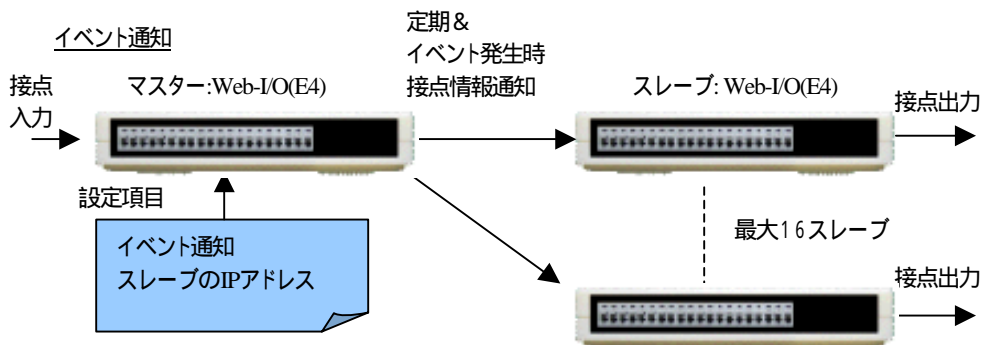 イベント通知
接点
入力
マスター:Web-I/O(E4)
定期＆
イベント発生時
接点情報通知
スレーブ: Web-I/O(E4)
接点出力
設定項目
イベント通知
スレーブのIPアドレス
最大1６スレーブ
接点出力